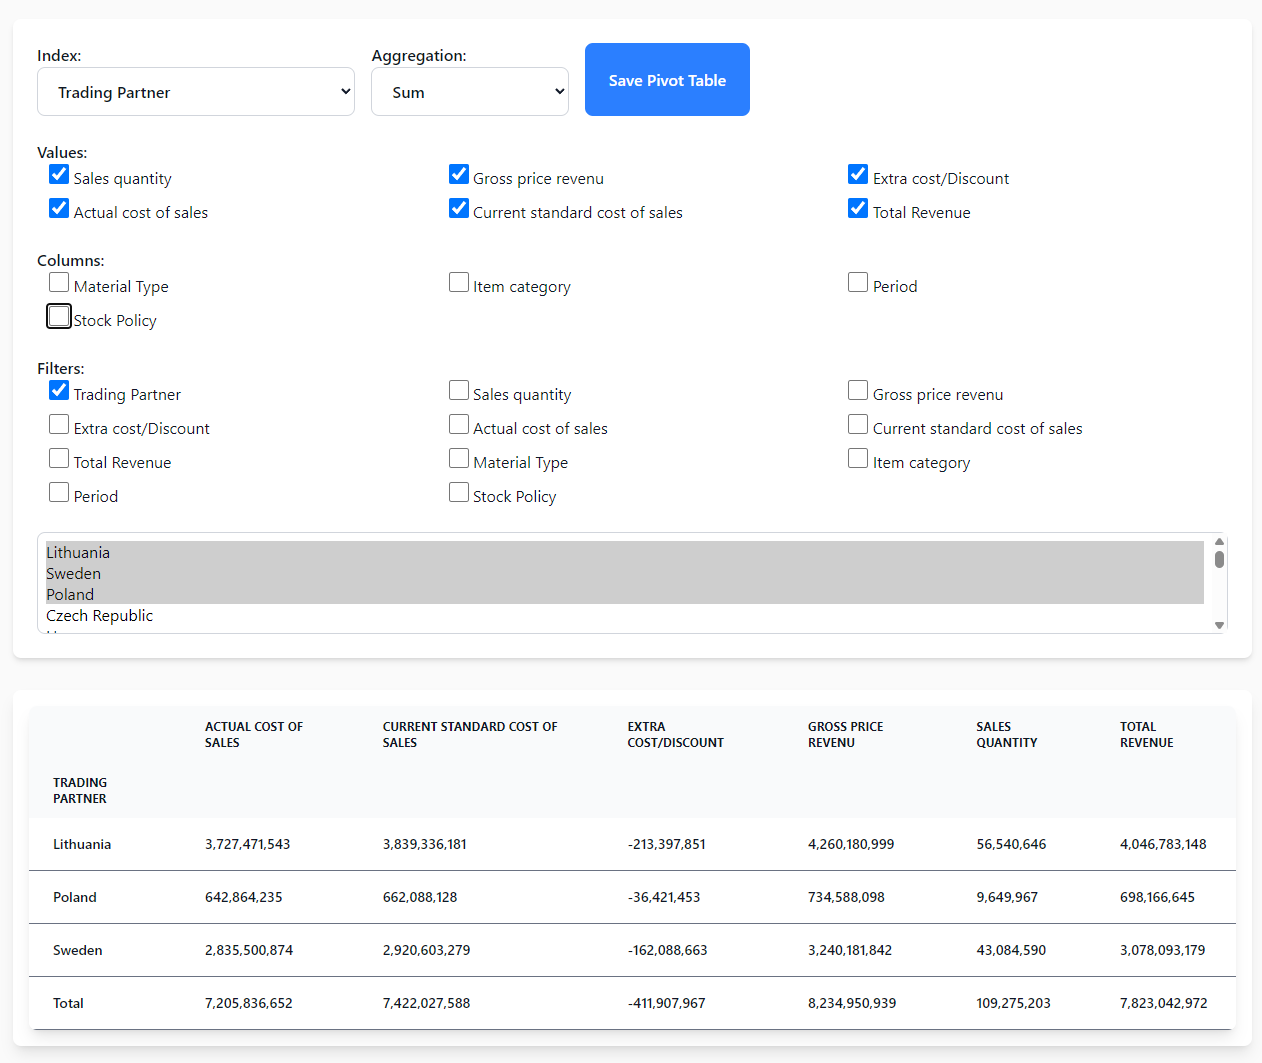 Index:
Aggregation:
Trading Partner
Sum
Save Pivot Table
Values:
Sales quantity
Gross price revenu
Extra cost/Discount
Actual cost of sales
Current standard cost of sales
Total Revenue
Columns:
Material Type
Item category
Period
Stock Policy
Filters:
Trading Partner
Sales quantity
Gross price revenu
Extra cost/Discount
Actual cost of sales
Current standard cost of sales
Total Revenue
Material Type
Item category
Period
Stock Policy
Lithuania
Sweden
Poland
Czech Republic
ACTUAL COST OF SALES
CURRENT STANDARD COST OF SALES
EXTRA COST/DISCOUNT
GROSS PRICE REVENU
SALES QUANTITY
TOTAL REVENUE
TRADING PARTNER
Lithuania 3,727,471,543 3,839,336,181 -213,397,851 4,260,180,999 56,540,646 4,046,783,148
Poland 642,864,235 662,088,128 -36,421,453 734,588,098 9,649,967 698,166,645
Sweden 2,835,500,874 2,920,603,279 -162,088,663 3,240,181,842 43,084,590 3,078,093,179
Total 7,205,836,652 7,422,027,588 -411,907,967 8,234,950,939 109,275,203 7,823,042,972